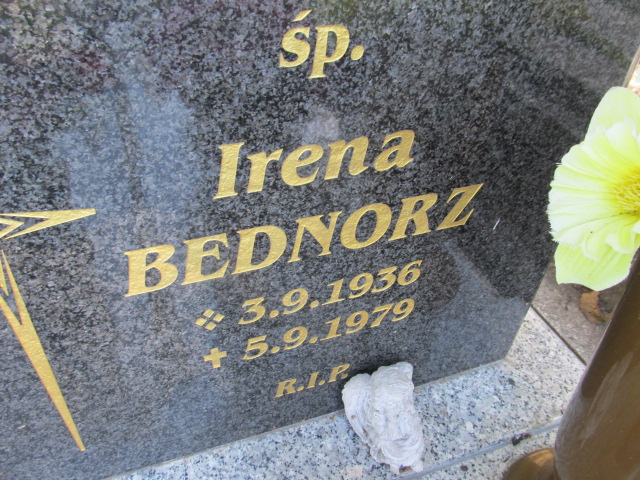 śp.
Irena
BEDNORZ
3.9.1936
5.9.1979
R.I.P.